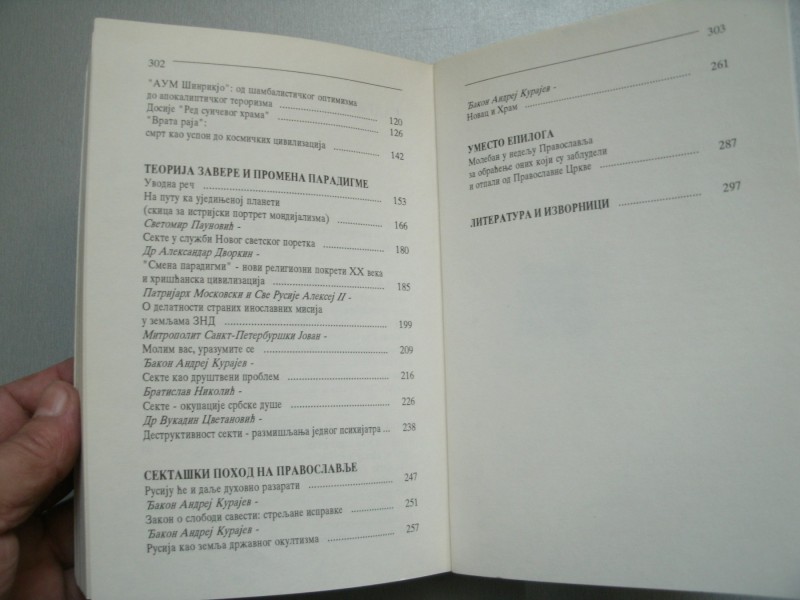 302
"АУМ Шинрикјо": од шамбалистичког оптимизма
до апокалиптичког тероризма 120
Досије "Ред сунчевог храма" 126
"Врата раја":
смрт као успон до космичких цивилизација 142
ТЕОРИЈА ЗАВЕРЕ И ПРОМЕНА ПАРАДИГМЕ
Уводна реч 153
На путу ка уједињеној планети
(скица за истријски портрет мондијализма) 166
Светомир Пауновић -
Секте у служби Новог светског поретка 180
Др Александар Дворкин -
"Смена парадигми" - нови религиозни покрети XX века
и хришћанска цивилизација 185
Патријарх Московски и Све Русије Алексеј II -
О делатности страних инославних мисија
у земљама ЗНД 199
Митрополит Санкт-Петербуршки Јован -
Молим вас, уразумите се 209
Ђакон Андреј Курајев -
Секте као друштвени проблем 216
Братислав Николић -
Секте - окупације србске душе 226
Др Вукадин Цветановић -
Деструктивност секти - размишљања једног психијатра ... 238
СЕКТАШКИ ПОХОД НА ПРАВОСЛАВЉЕ
Русију ће и даље духовно разарати 247
Ђакон Андреј Курајев -
Закон о слободи савести: стрељане исправке 251
Ђакон Андреј Курајев -
Русија као земља државног окултизма 257
303
Ђакон Андреј Курајев -
Новац и Храм 261
УМЕСТО ЕПИЛОГА
Молебан у недељу Православља
за обраћење оних који су заблудели
и отпали од Православне Цркве 287
ЛИТЕРАТУРА И ИЗВОРНИЦИ 297